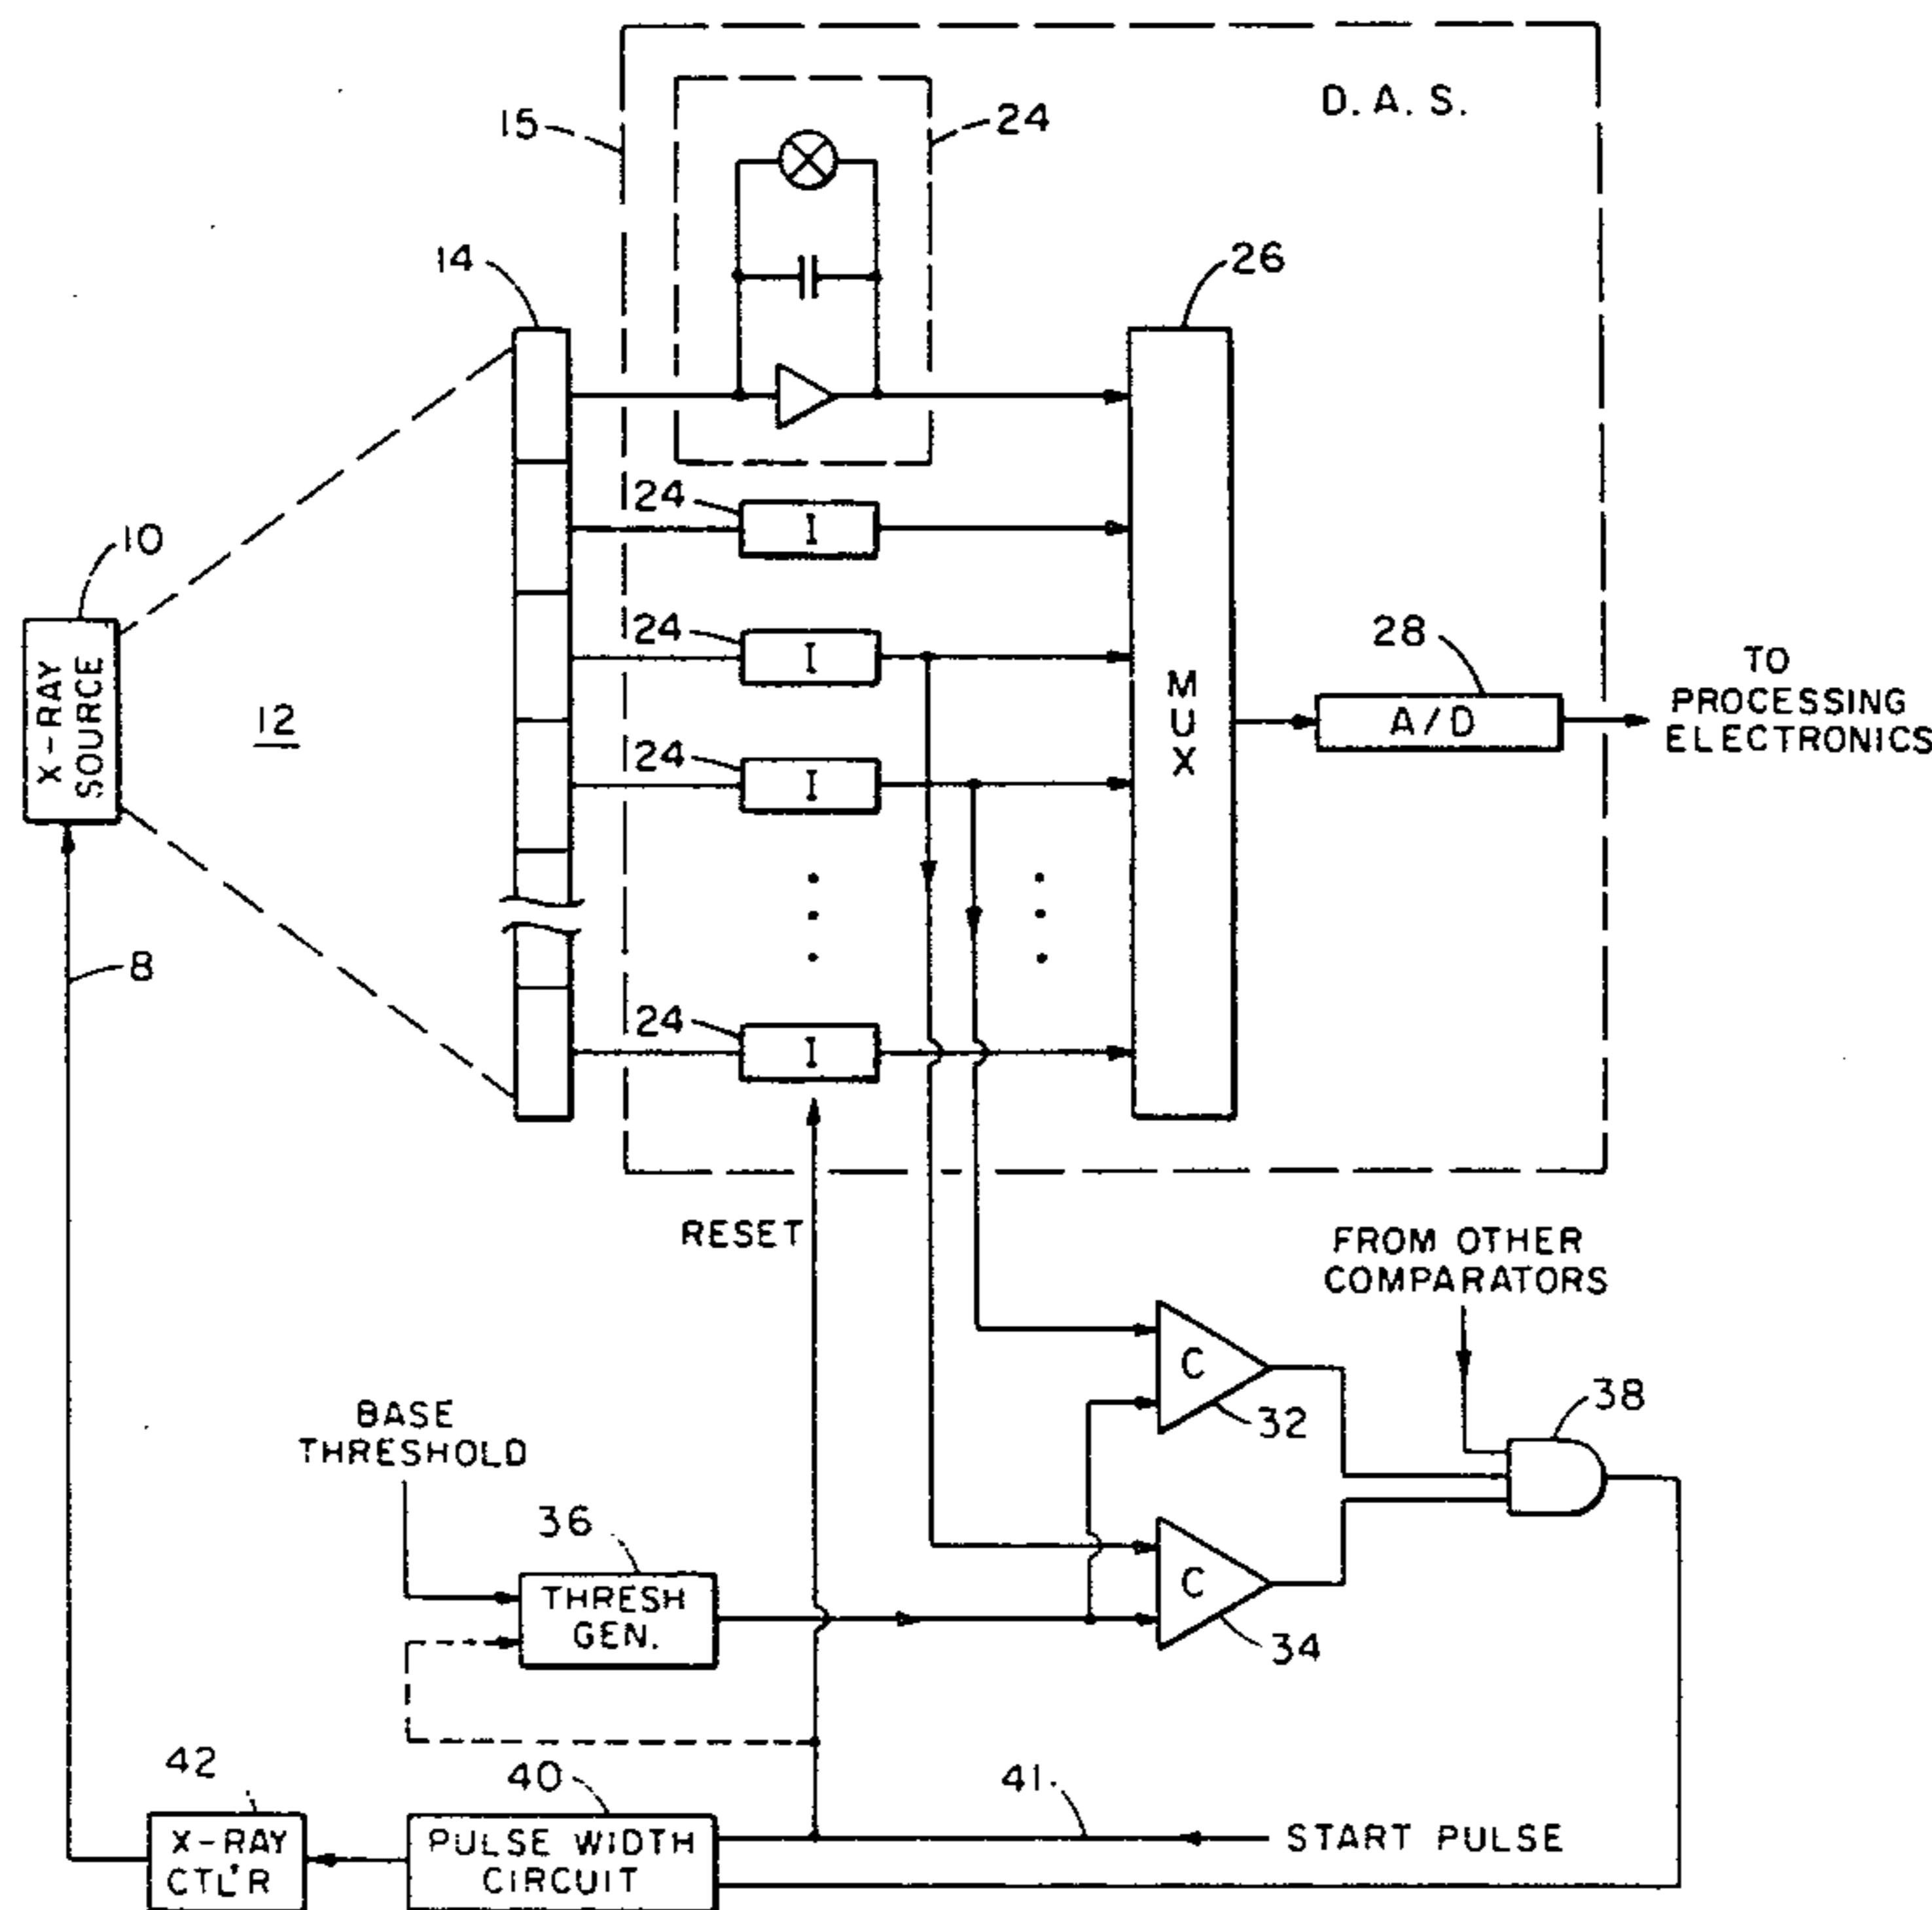 D. A. S.
15
24
14
26
24
I
10
24
I
28
TO
PROCESSING
ELECTRONICS
X-RAY
SOURCE
12
MUX
A/D
24
I
8
24
I
RESET
FROM OTHER
COMPARATORS
C
32
38
BASE
THRESHOLD
36
THRESH
GEN.
C
34
42
40
41
X-RAY
CTL'R
PULSE WIDTH
CIRCUIT
START PULSE